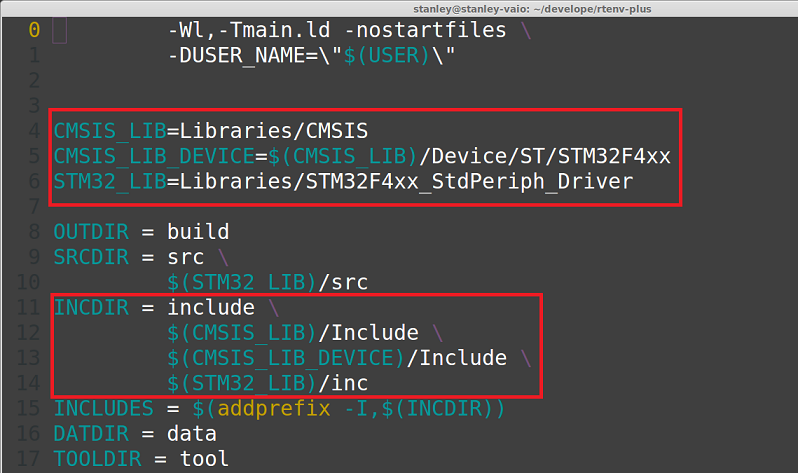 stanley@stanley-vaio: ~/develope/rtenv-plus
0         -Wl,-Tmain.ld -nostartfiles \
1         -DUSER_NAME=\"$(USER)\"
2
3
4 CMSIS_LIB=Libraries/CMSIS
5 CMSIS_LIB_DEVICE=$(CMSIS_LIB)/Device/ST/STM32F4xx
6 STM32_LIB=Libraries/STM32F4xx_StdPeriph_Driver
7
8 OUTDIR = build
9 SRCDIR = src \
10         $(STM32_LIB)/src
11 INCDIR = include \
12         $(CMSIS_LIB)/Include \
13         $(CMSIS_LIB_DEVICE)/Include \
14         $(STM32_LIB)/inc
15 INCLUDES = $(addprefix -I,$(INCDIR))
16 DATDIR = data
17 TOOLDIR = tool